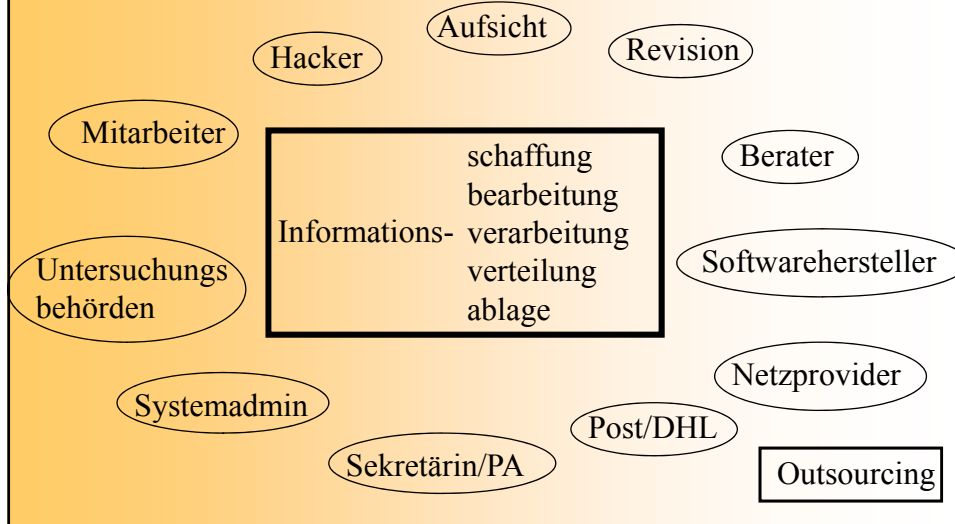 Aufsicht
Hacker
Revision
Mitarbeiter
Berater
schaffung
bearbeitung
Informations- verarbeitung
verteilung
ablage
Untersuchungs
behörden
Softwarehersteller
Systemadmin
Netzprovider
Post/DHL
Sekretärin/PA
Outsourcing